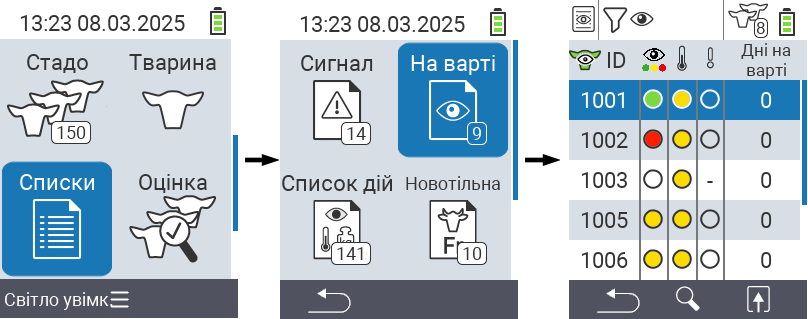 13:23 08.03.2025
Стадо
Тварина
150
Списки
Оцінка
Світло увімк.
13:23 08.03.2025
Сигнал
На варті
14
9
Список дій
Новотільна
141
Fr
10
8
ID
Дні на
варті
1001
0
1002
0
1003
-
0
1005
0
1006
0